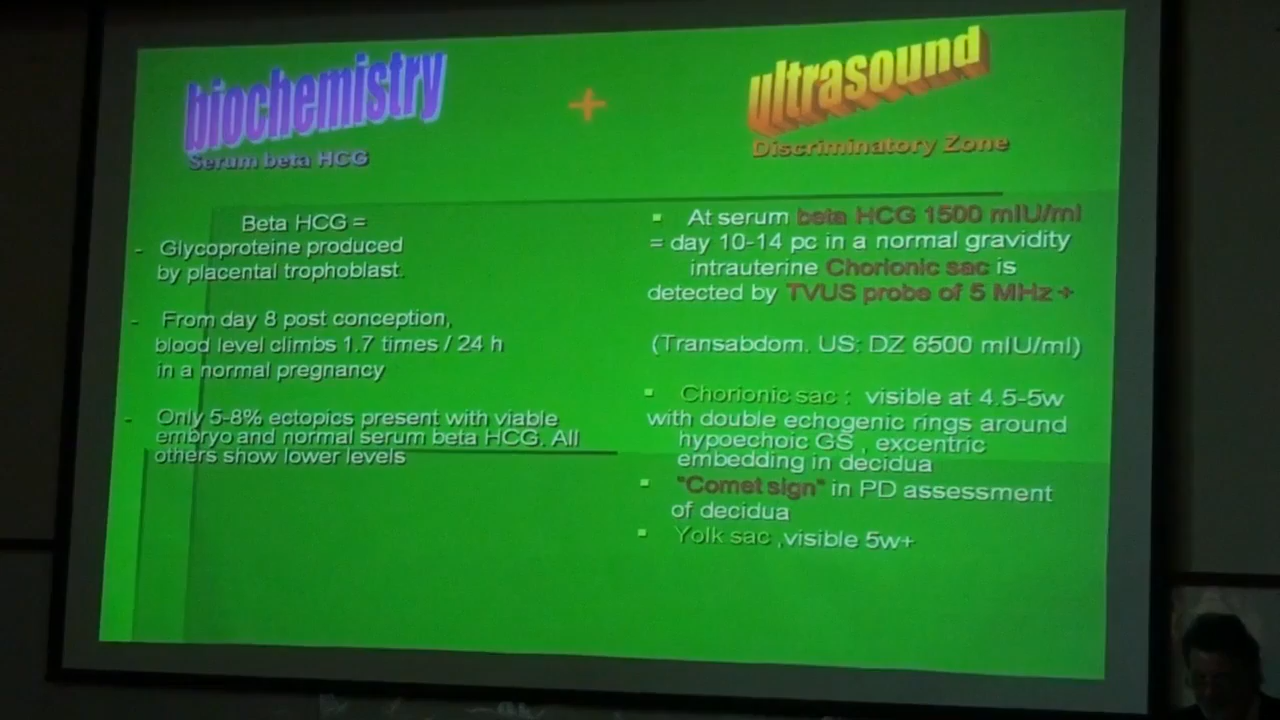 biochemistry
Serum beta HCG
+
ultrasound
Discriminatory Zone
Beta HCG =
- Glycoproteine produced
by placental trophoblast.
- From day 8 post conception,
blood level climbs 1.7 times / 24 h
in a normal pregnancy
- Only 5-8% ectopics present with viable
embryo and normal serum beta HCG. All
others show lower levels
▪ At serum beta HCG 1500 mIU/ml
= day 10-14 pc in a normal gravidity
intrauterine Chorionic sac is
detected by TVUS probe of 5 MHz +
(Transabdom. US: DZ 6500 mIU/ml)
▪ Chorionic sac : visible at 4.5-5w
with double echogenic rings around
hypoechoic GS , excentric
embedding in decidua
▪ "Comet sign" in PD assessment
of decidua
▪ Yolk sac ,visible 5w+